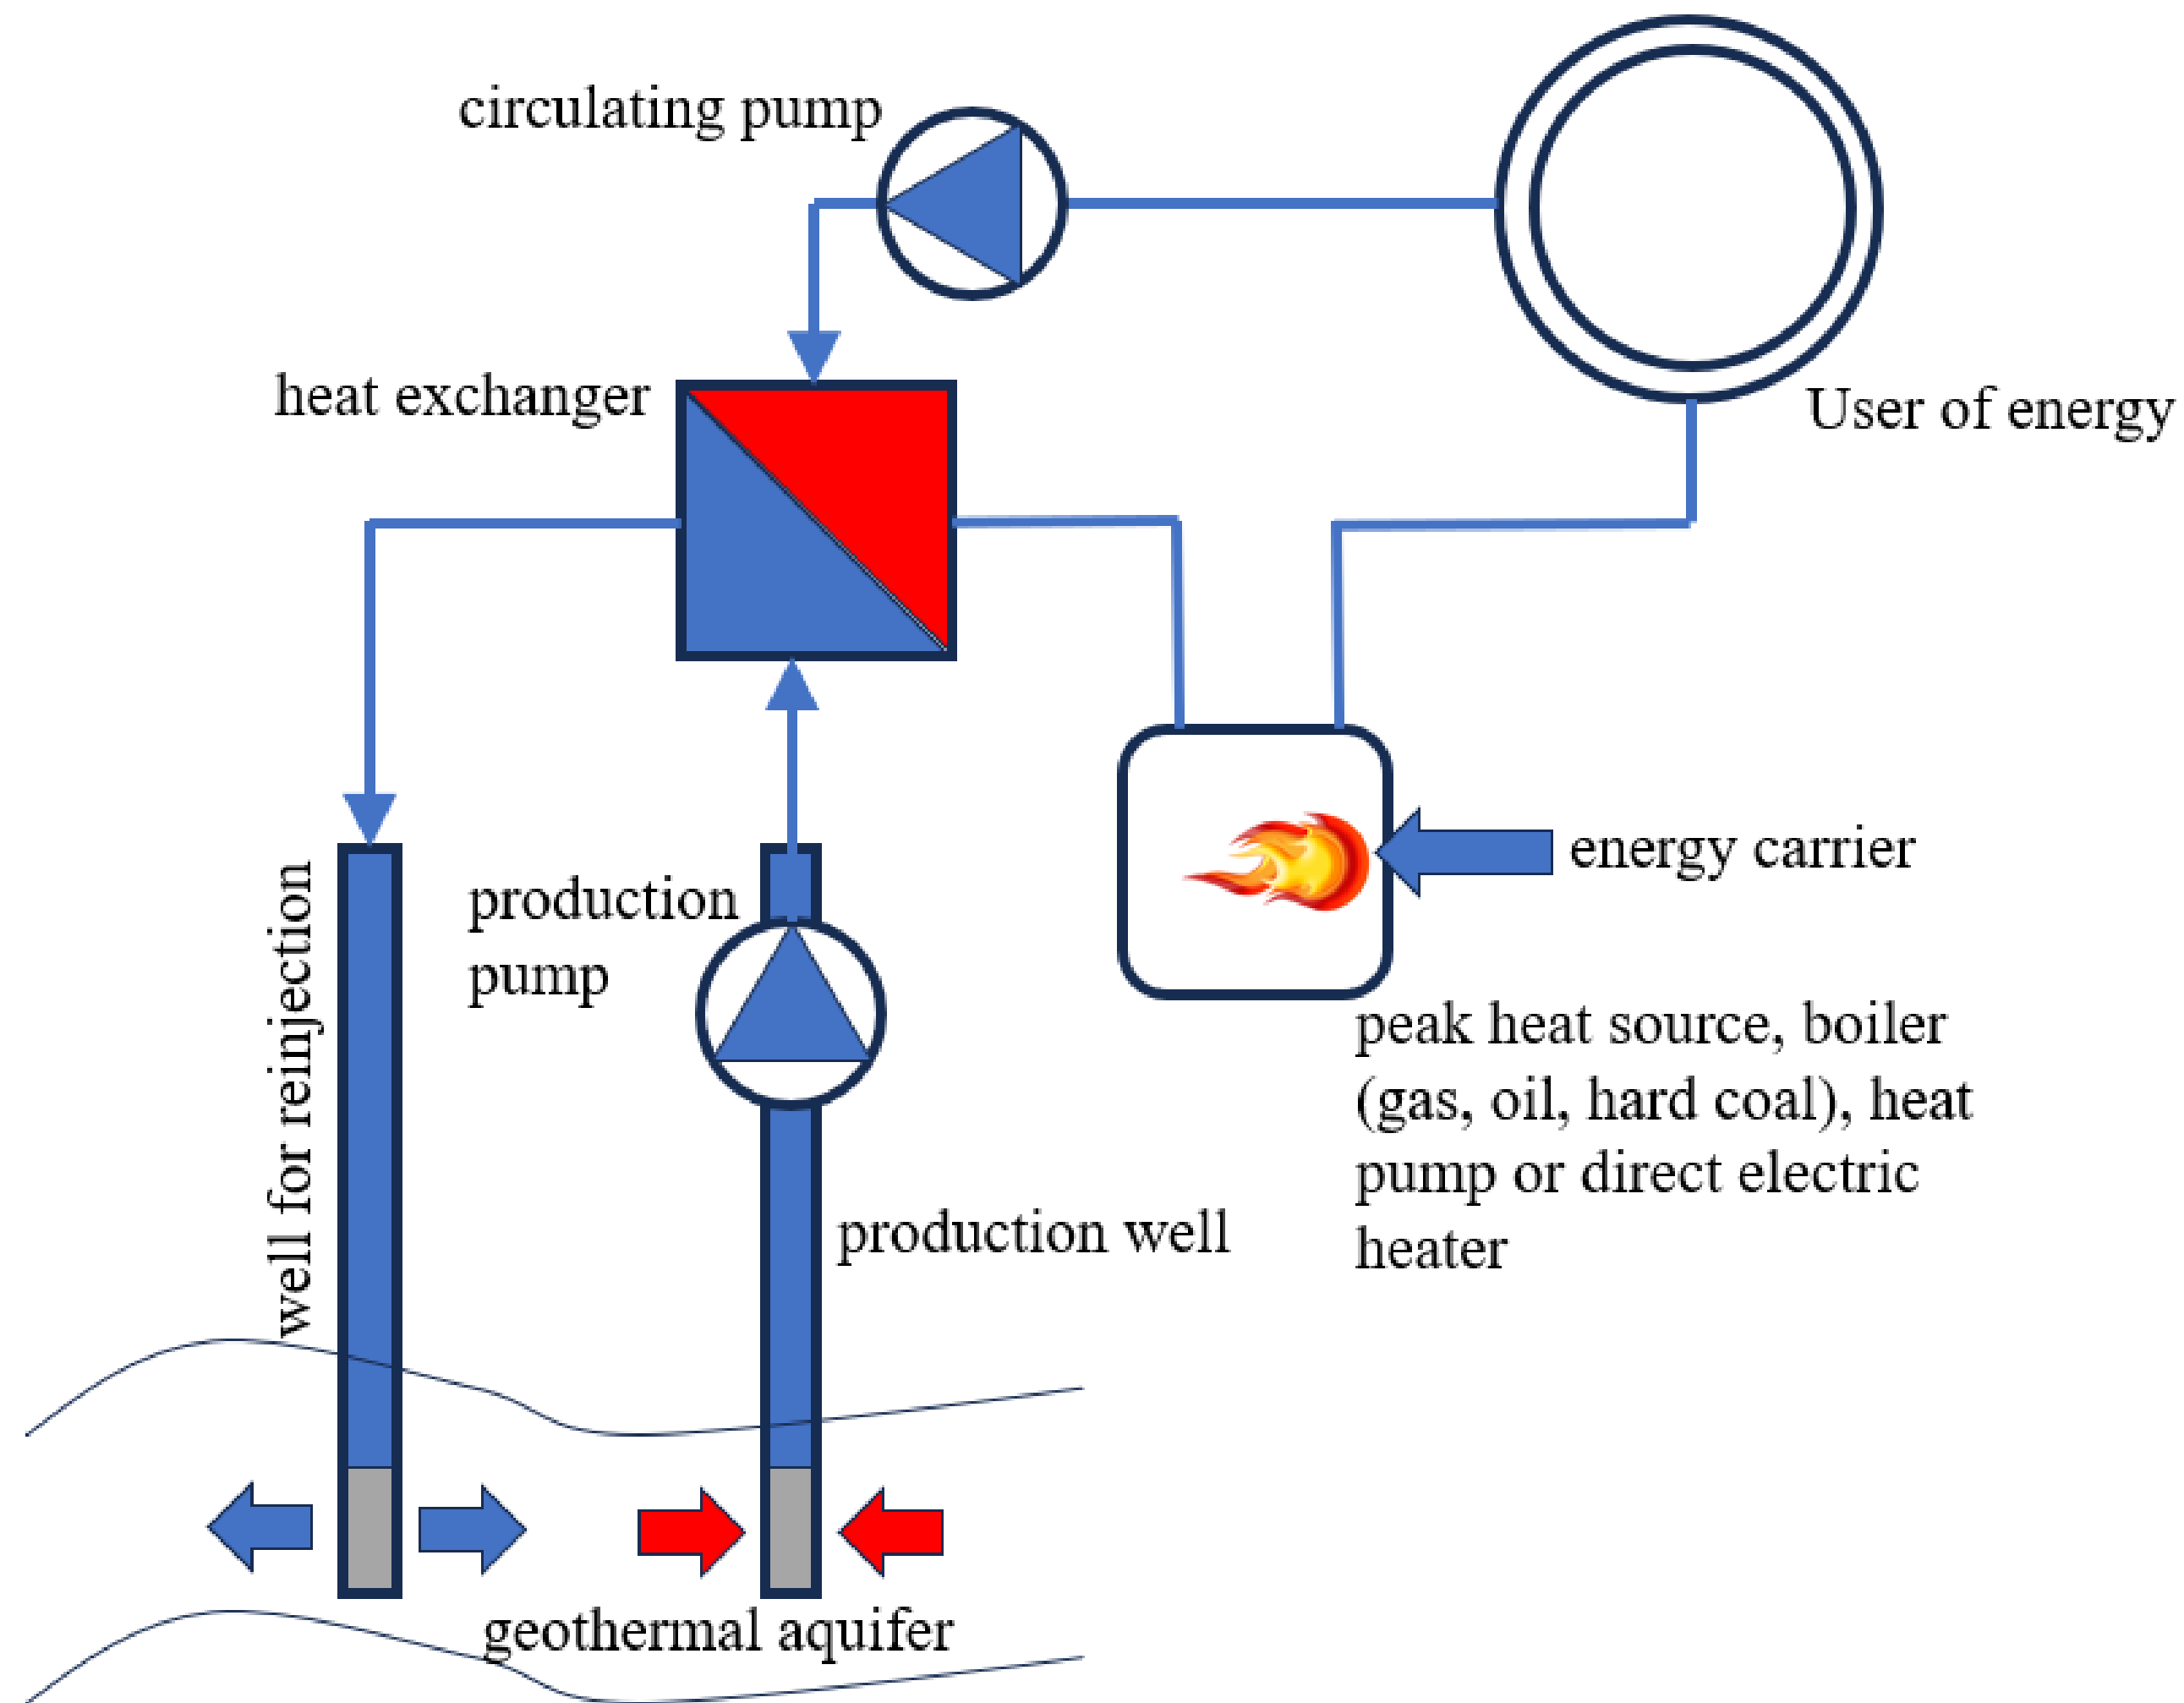 circulating pump
heat exchanger
User of energy
energy carrier
production
pump
well for reinjection
peak heat source, boiler
(gas, oil, hard coal), heat
pump or direct electric
heater
production well
geothermal aquifer